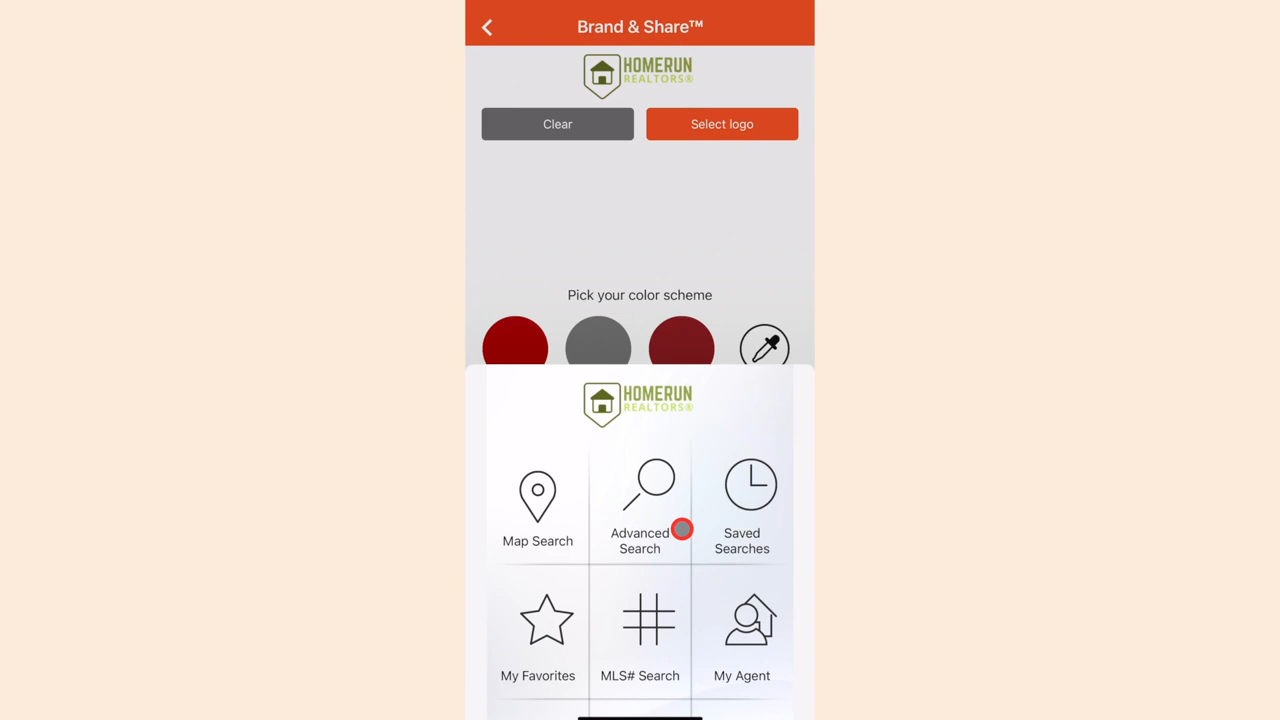 Brand & Share™
HOMERUN
REALTORS®
Clear
Select logo
Pick your color scheme
HOMERUN
REALTORS®
Map Search
Advanced
Search
Saved
Searches
My Favorites
MLS# Search
My Agent